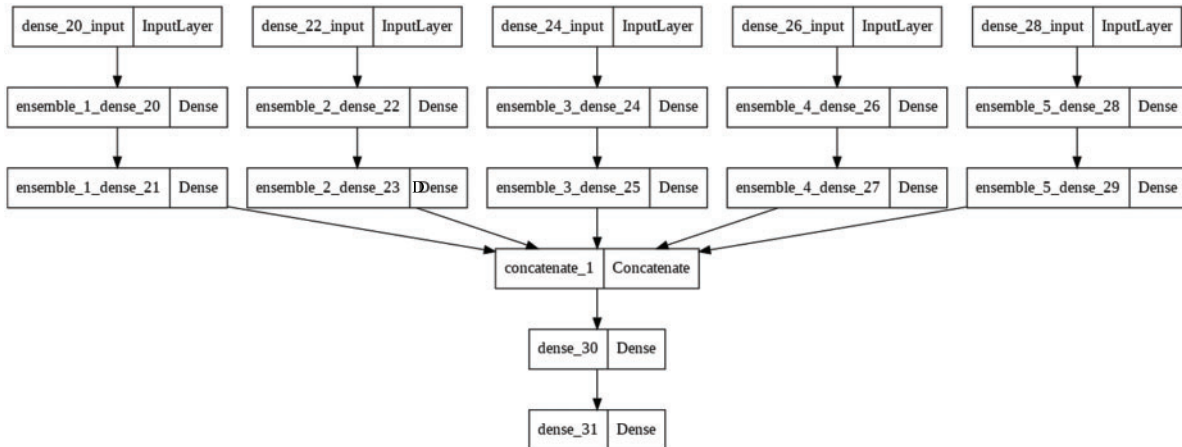 dense_20_input InputLayer dense_22_input InputLayer dense_24_input InputLayer dense_26_input InputLayer dense_28_input InputLayer
ensemble_1_dense_20 Dense ensemble_2_dense_22 Dense ensemble_3_dense_24 Dense ensemble_4_dense_26 Dense ensemble_5_dense_28 Dense
ensemble_1_dense_21 Dense ensemble_2_dense_23 Dense ensemble_3_dense_25 Dense ensemble_4_dense_27 Dense ensemble_5_dense_29 Dense
concatenate_1 Concatenate
dense_30 Dense
dense_31 Dense